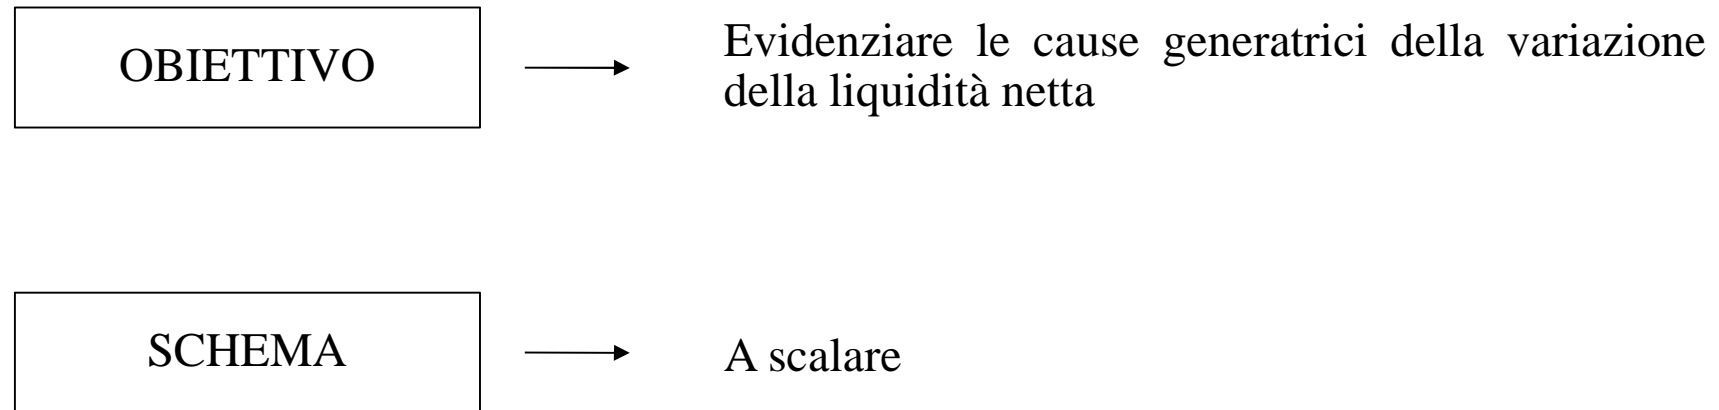 OBIETTIVO
Evidenziare le cause generatrici della variazione
della liquidità netta
SCHEMA
A scalare